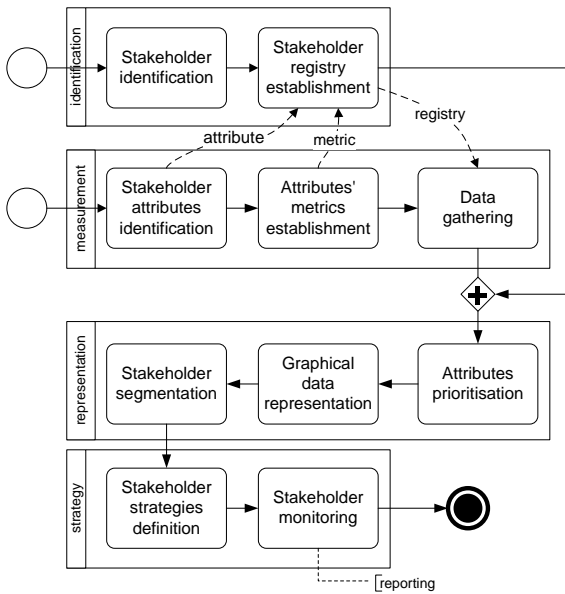 identification
Stakeholder
identification
Stakeholder
registry
establishment
attribute
metric
registry
measurement
Stakeholder
attributes
identification
Attributes'
metrics
establishment
Data
gathering
representation
Stakeholder
segmentation
Graphical
data
representation
Attributes
prioritisation
strategy
Stakeholder
strategies
definition
Stakeholder
monitoring
reporting